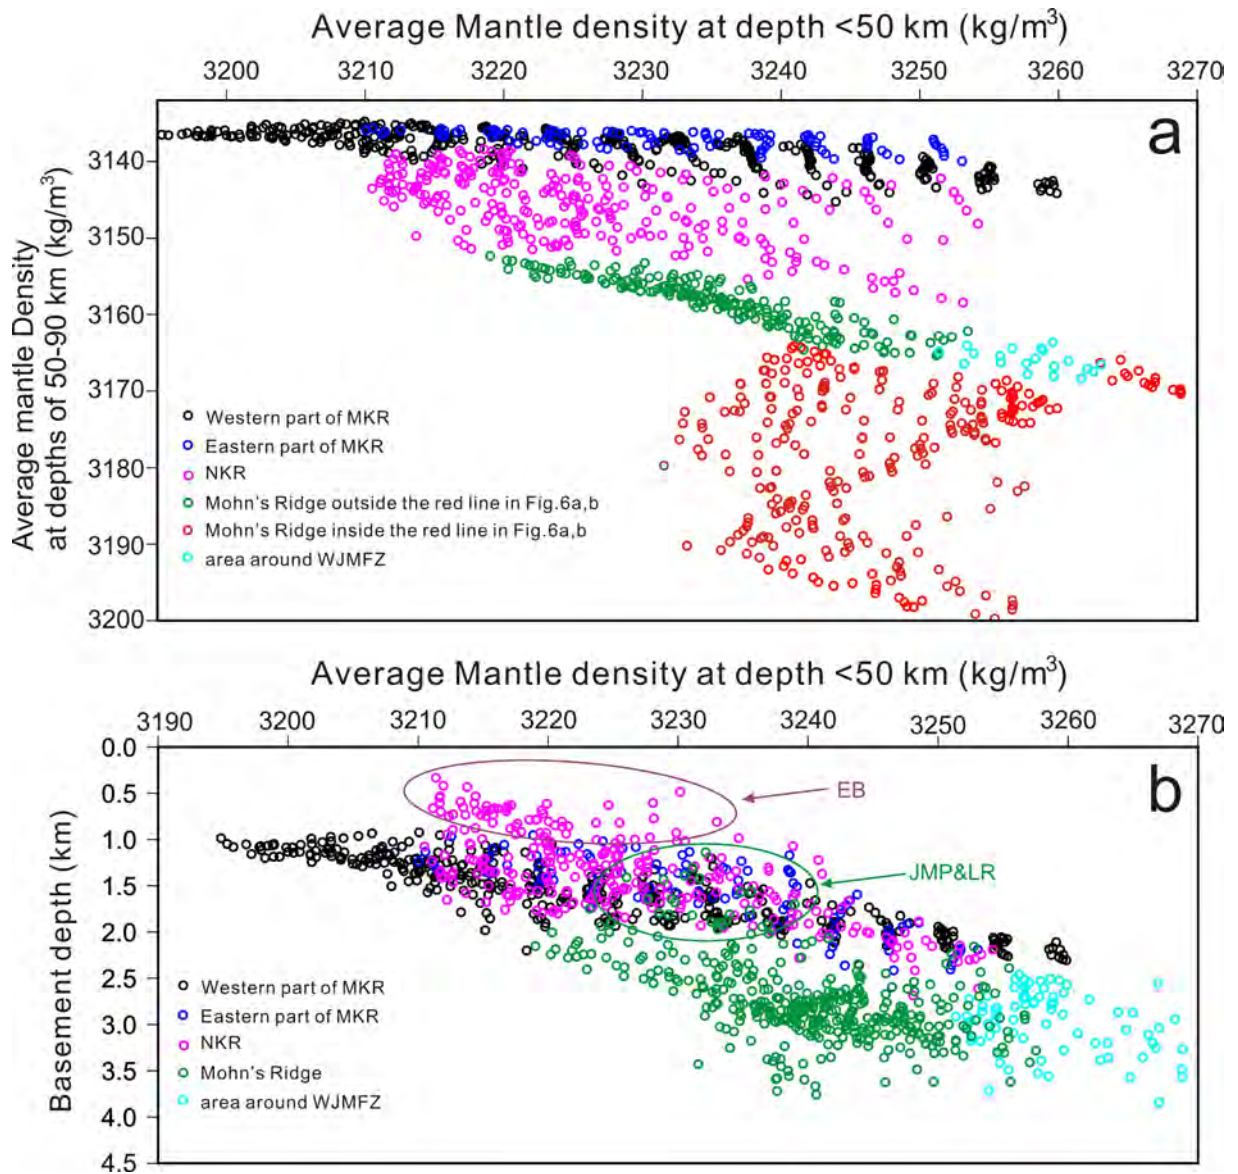 Average Mantle density at depth <50 km (kg/m³)
3200 3210 3220 3230 3240 3250 3260 3270
a
Average mantle Density
at depths of 50-90 km (kg/m³)
3140
3150
3160
3170
3180
3190
3200
Western part of MKR
Eastern part of MKR
NKR
Mohn's Ridge outside the red line in Fig.6a,b
Mohn's Ridge inside the red line in Fig.6a,b
area around WJMFZ
Average Mantle density at depth <50 km (kg/m³)
3190 3200 3210 3220 3230 3240 3250 3260 3270
b
Basement depth (km)
0.0
0.5
1.0
1.5
2.0
2.5
3.0
3.5
4.0
4.5
EB
JMP&LR
Western part of MKR
Eastern part of MKR
NKR
Mohn's Ridge
area around WJMFZ